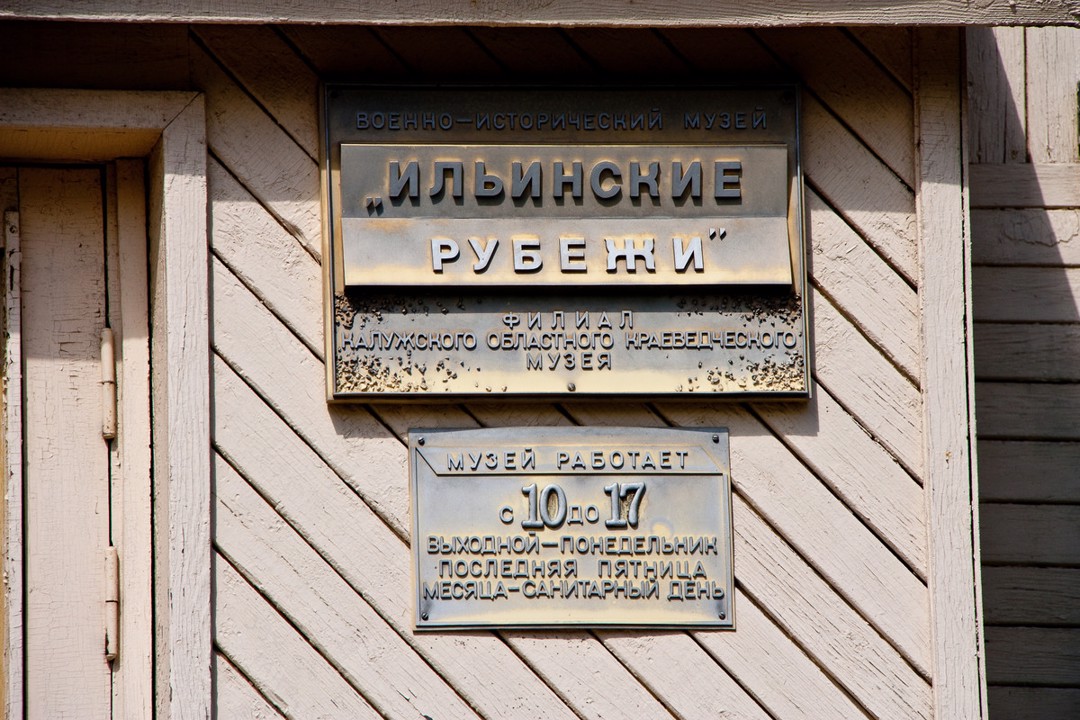 ВОЕННО-ИСТОРИЧЕСКИЙ МУЗЕЙ
„ИЛЬИНСКИЕ
РУБЕЖИ”
ФИЛИАЛ
КАЛУЖСКОГО ОБЛАСТНОГО КРАЕВЕДЧЕСКОГО
МУЗЕЯ
МУЗЕЙ РАБОТАЕТ
С 10 ДО 17
ВЫХОДНОЙ-ПОНЕДЕЛЬНИК
ПОСЛЕДНЯЯ ПЯТНИЦА
МЕСЯЦА-САНИТАРНЫЙ ДЕНЬ